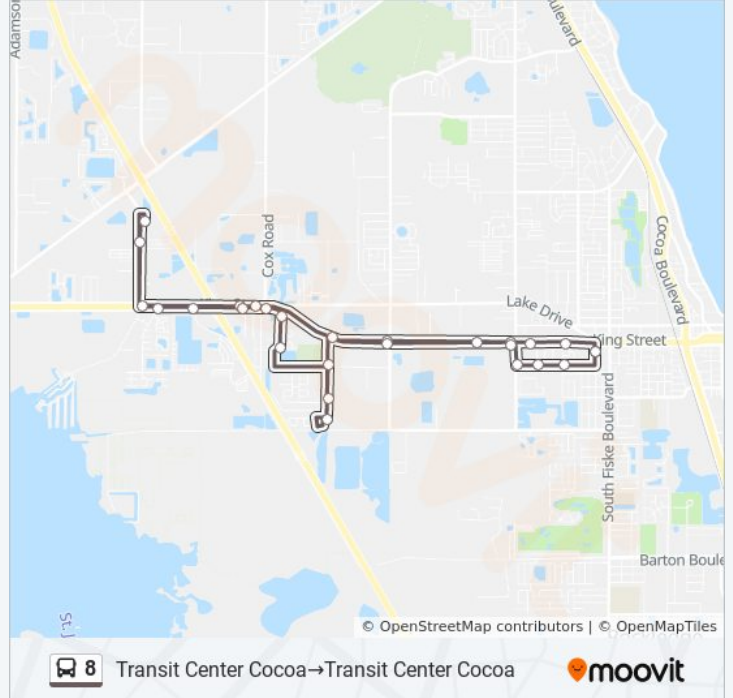 Adamson
Boulevard
Cox Road
Cocoa Boulevard
Lake Drive
King Street
South Fiske Boulevard
Barton Boule
St. J
© OpenStreetMap contributors | © OpenMapTiles
8 Transit Center Cocoa→Transit Center Cocoa
moovit